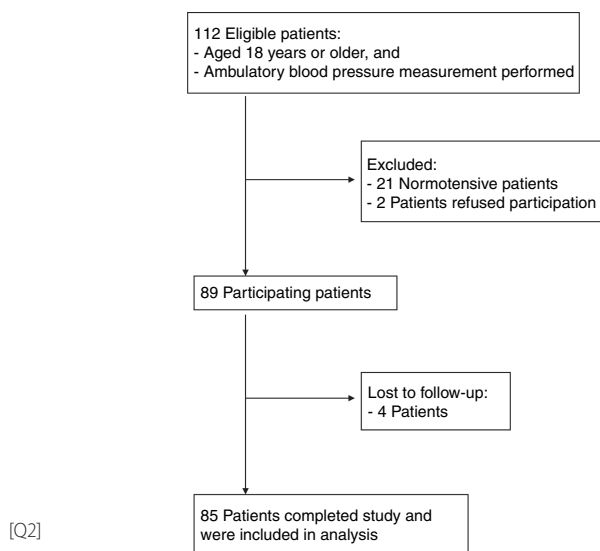 112 Eligible patients:
- Aged 18 years or older, and
- Ambulatory blood pressure measurement performed
Excluded:
- 21 Normotensive patients
- 2 Patients refused participation
89 Participating patients
Lost to follow-up:
- 4 Patients
85 Patients completed study and
were included in analysis
[Q2]